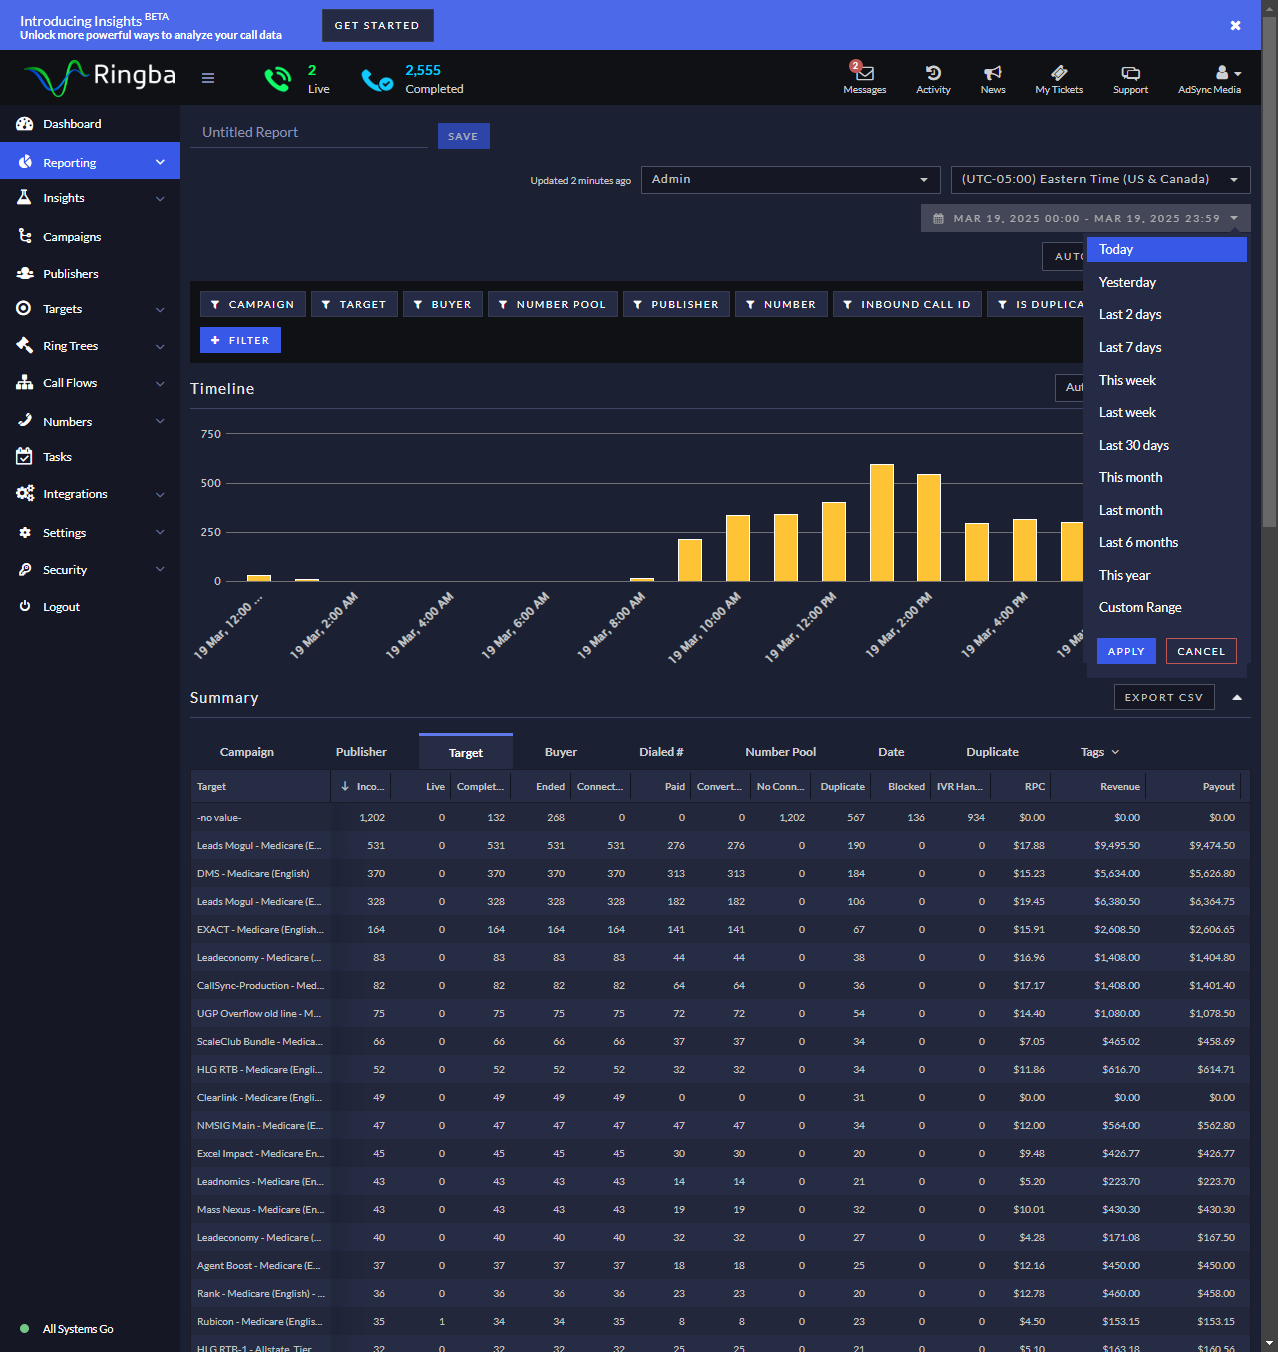 Introducing Insights BETA
Unlock more powerful ways to analyze your call data
GET STARTED
Ringba
2
Live
2,555
Completed
2
Messages
Activity
News
My Tickets
Support
AdSync Media
Dashboard
Reporting
Insights
Campaigns
Publishers
Targets
Ring Trees
Call Flows
Numbers
Tasks
Integrations
Settings
Security
Logout
All Systems Go
Untitled Report
SAVE
Updated 2 minutes ago
Admin
(UTC-05:00) Eastern Time (US & Canada)
MAR 19, 2025 00:00 - MAR 19, 2025 23:59
AUTO
Today
Yesterday
Last 2 days
Last 7 days
This week
Last week
Last 30 days
This month
Last month
Last 6 months
This year
Custom Range
APPLY
CANCEL
CAMPAIGN
TARGET
BUYER
NUMBER POOL
PUBLISHER
NUMBER
INBOUND CALL ID
IS DUPLICA
+ FILTER
Timeline
Aut
750
500
250
0
19 Mar, 12:00 ...
19 Mar, 2:00 AM
19 Mar, 4:00 AM
19 Mar, 6:00 AM
19 Mar, 8:00 AM
19 Mar, 10:00 AM
19 Mar, 12:00 PM
19 Mar, 2:00 PM
19 Mar, 4:00 PM
19 Ma
Summary
EXPORT CSV
Campaign Publisher Target Buyer Dialed # Number Pool Date Duplicate Tags
Target Inco... Live Complet... Ended Connect... Paid Convert... No Conn... Duplicate Blocked IVR Han... RPC Revenue Payout
-no value- 1,202 0 132 268 0 0 0 1,202 567 136 934 $0.00 $0.00 $0.00
Leads Mogul - Medicare (E... 531 0 531 531 531 276 276 0 190 0 0 $17.88 $9,495.50 $9,474.50
DMS - Medicare (English) 370 0 370 370 370 313 313 0 184 0 0 $15.23 $5,634.00 $5,626.80
Leads Mogul - Medicare (E... 328 0 328 328 328 182 182 0 106 0 0 $19.45 $6,380.50 $6,364.75
EXACT - Medicare (English... 164 0 164 164 164 141 141 0 67 0 0 $15.91 $2,608.50 $2,606.65
Leadeconomy - Medicare (... 83 0 83 83 83 44 44 0 38 0 0 $16.96 $1,408.00 $1,404.80
CallSync-Production - Med... 82 0 82 82 82 64 64 0 36 0 0 $17.17 $1,408.00 $1,401.40
UGP Overflow old line - M... 75 0 75 75 75 72 72 0 54 0 0 $14.40 $1,080.00 $1,078.50
ScaleClub Bundle - Medica... 66 0 66 66 66 37 37 0 34 0 0 $7.05 $465.02 $458.69
HLG RTB - Medicare (Engli... 52 0 52 52 52 32 32 0 34 0 0 $11.86 $616.70 $614.71
Clearlink - Medicare (Engli... 49 0 49 49 49 0 0 0 31 0 0 $0.00 $0.00 $0.00
NMSIG Main - Medicare (E... 47 0 47 47 47 47 47 0 34 0 0 $12.00 $564.00 $562.80
Excel Impact - Medicare En... 45 0 45 45 45 30 30 0 20 0 0 $9.48 $426.77 $426.77
Leadnomics - Medicare (En... 43 0 43 43 43 14 14 0 21 0 0 $5.20 $223.70 $223.70
Mass Nexus - Medicare (En... 43 0 43 43 43 19 19 0 32 0 0 $10.01 $430.30 $430.30
Leadeconomy - Medicare (... 40 0 40 40 40 32 32 0 27 0 0 $4.28 $171.08 $167.50
Agent Boost - Medicare (E... 37 0 37 37 37 18 18 0 25 0 0 $12.16 $450.00 $450.00
Rank - Medicare (English) - ... 36 0 36 36 36 23 23 0 20 0 0 $12.78 $460.00 $458.00
Rubicon - Medicare (Englis... 35 1 34 34 35 8 8 0 23 0 0 $4.50 $153.15 $153.15
HLG RTB-1 - Allstate, Tier 32 0 32 32 32 25 25 0 21 0 0 $5.10 $163.18 $160.56